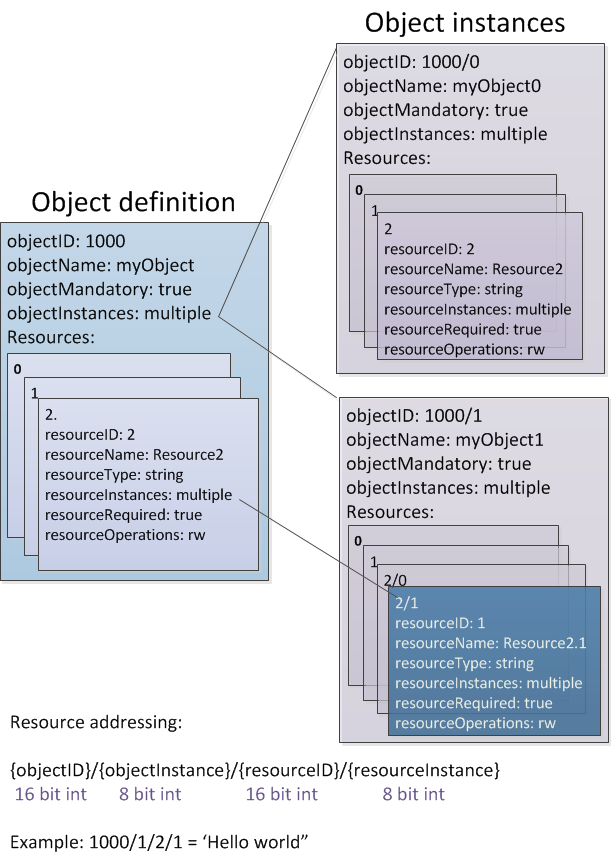 Object instances
objectID: 1000/0
objectName: myObject0
objectMandatory: true
objectInstances: multiple
Resources:
0
1
2
resourceID: 2
resourceName: Resource2
resourceType: string
resourceInstances: multiple
resourceRequired: true
resourceOperations: rw
Object definition
objectID: 1000
objectName: myObject
objectMandatory: true
objectInstances: multiple
Resources:
0
1
2.
resourceID: 2
resourceName: Resource2
resourceType: string
resourceInstances: multiple
resourceRequired: true
resourceOperations: rw
objectID: 1000/1
objectName: myObject1
objectMandatory: true
objectInstances: multiple
Resources:
0
1
2/0
2/1
resourceID: 1
resourceName: Resource2.1
resourceType: string
resourceInstances: multiple
resourceRequired: true
resourceOperations: rw
Resource addressing:
{objectID}/{objectInstance}/{resourceID}/{resourceInstance}
16 bit int 8 bit int 16 bit int 8 bit int
Example: 1000/1/2/1 = ‘Hello world”